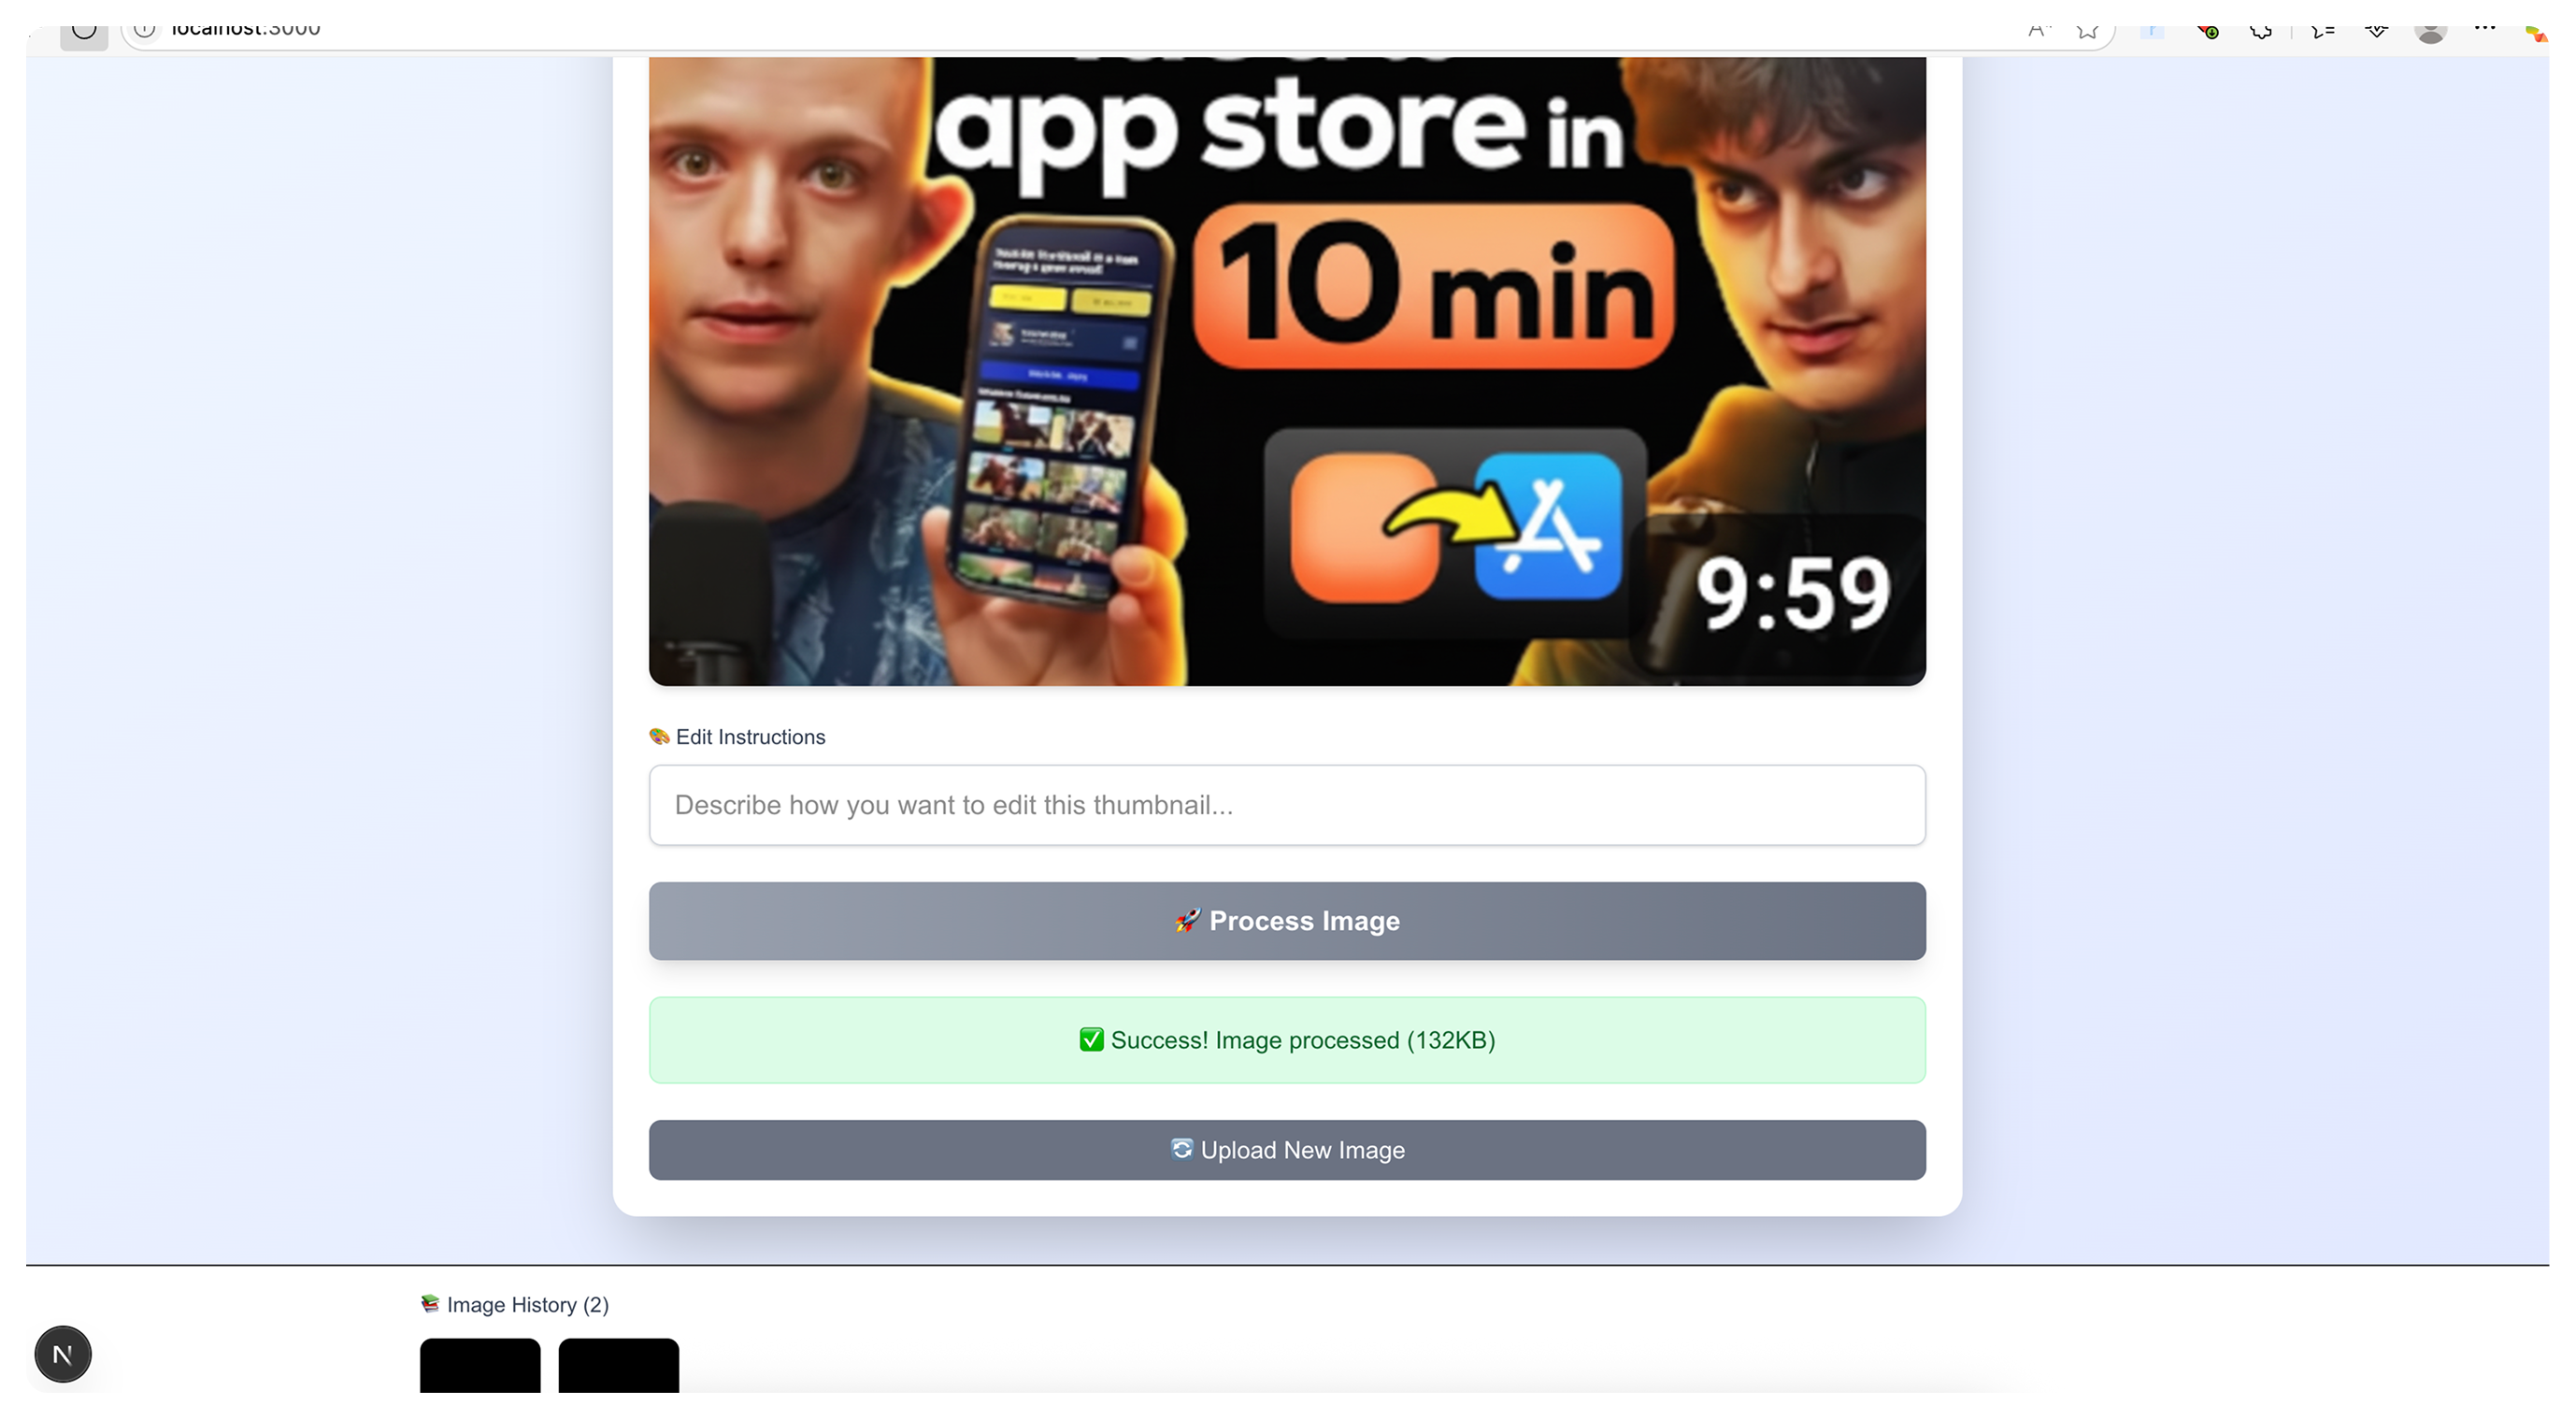 localhost:3000
app store in
10 min
9:59
🎨 Edit Instructions
Describe how you want to edit this thumbnail...
🚀 Process Image
✅ Success! Image processed (132KB)
🔄 Upload New Image
📚 Image History (2)
N